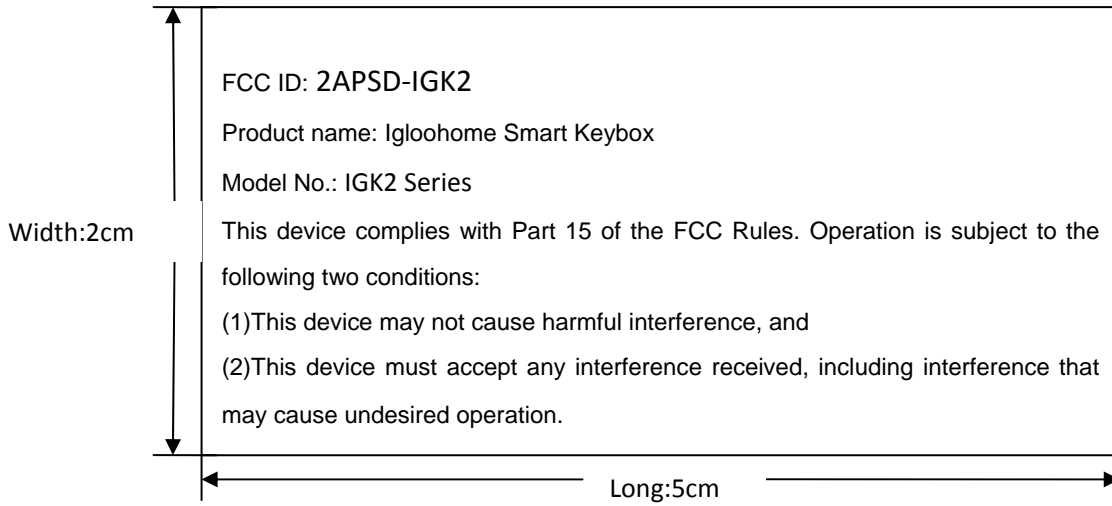 FCC ID: 2APSD-IGK2
Product name: Igloohome Smart Keybox
Model No.: IGK2 Series
Width:2cm
This device complies with Part 15 of the FCC Rules. Operation is subject to the
following two conditions:
(1)This device may not cause harmful interference, and
(2)This device must accept any interference received, including interference that
may cause undesired operation.
Long:5cm